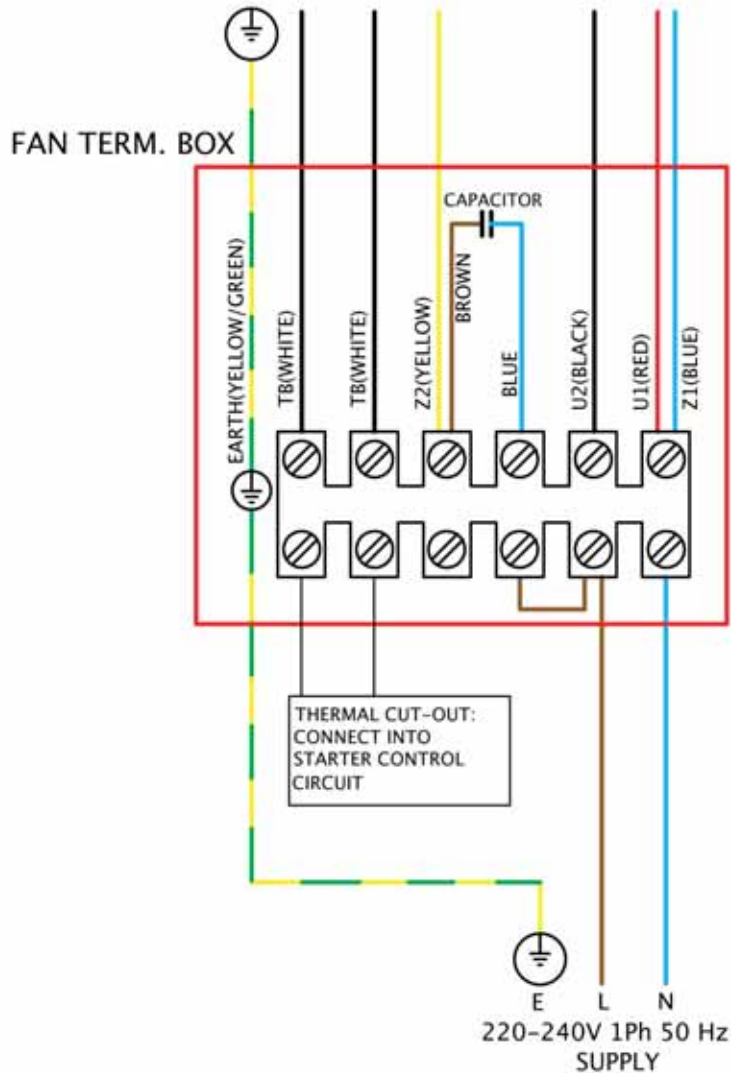 FAN TERM. BOX
CAPACITOR
EARTH(YELLOW/GREEN)
TB(WHITE)
TB(WHITE)
Z2(YELLOW)
BROWN
BLUE
U2(BLACK)
U1(RED)
Z1(BLUE)
THERMAL CUT-OUT:
CONNECT INTO
STARTER CONTROL
CIRCUIT
E L N
220-240V 1Ph 50 Hz
SUPPLY